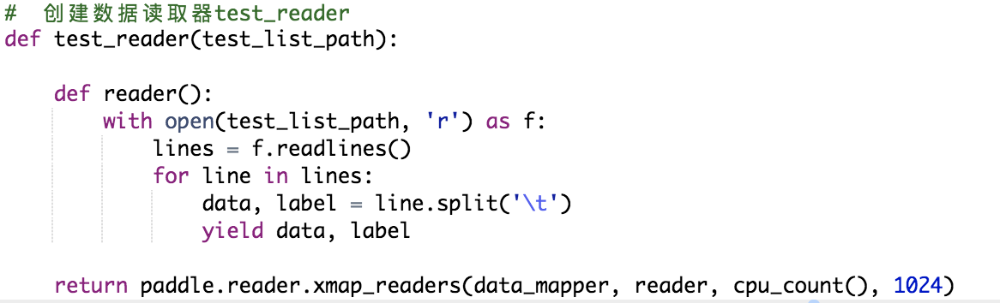 #  创建数据读取器test_reader
def test_reader(test_list_path):
    def reader():
        with open(test_list_path, 'r') as f:
            lines = f.readlines()
            for line in lines:
                data, label = line.split('\t')
                yield data, label
    return paddle.reader.xmap_readers(data_mapper, reader, cpu_count(), 1024)